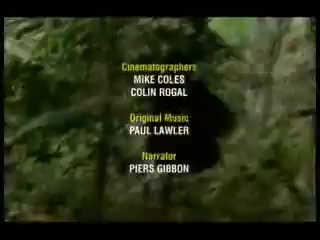 Cinematographers
MIKE COLES
COLIN ROGAL
Original Music
PAUL LAWLER
Narrator
PIERS GIBBON